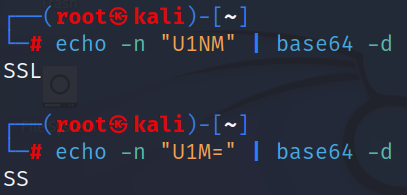 ┌──(root㉿kali)-[~]
└─# echo -n "U1NM" | base64 -d
SSL
┌──(root㉿kali)-[~]
└─# echo -n "U1M=" | base64 -d
SS